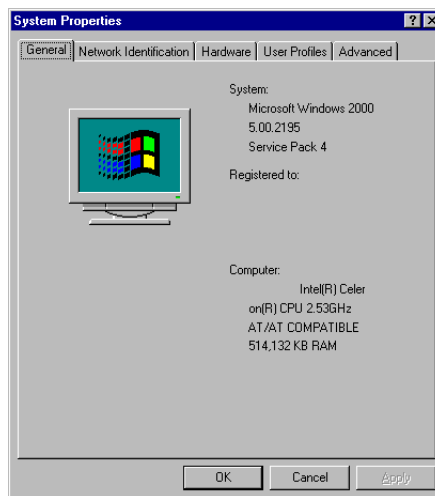 System Properties
General Network Identification Hardware User Profiles Advanced
System:
Microsoft Windows 2000
5.00.2195
Service Pack 4
Registered to:
Computer:
Intel(R) Celer
on(R) CPU 2.53GHz
AT/AT COMPATIBLE
514,132 KB RAM
OK Cancel Apply